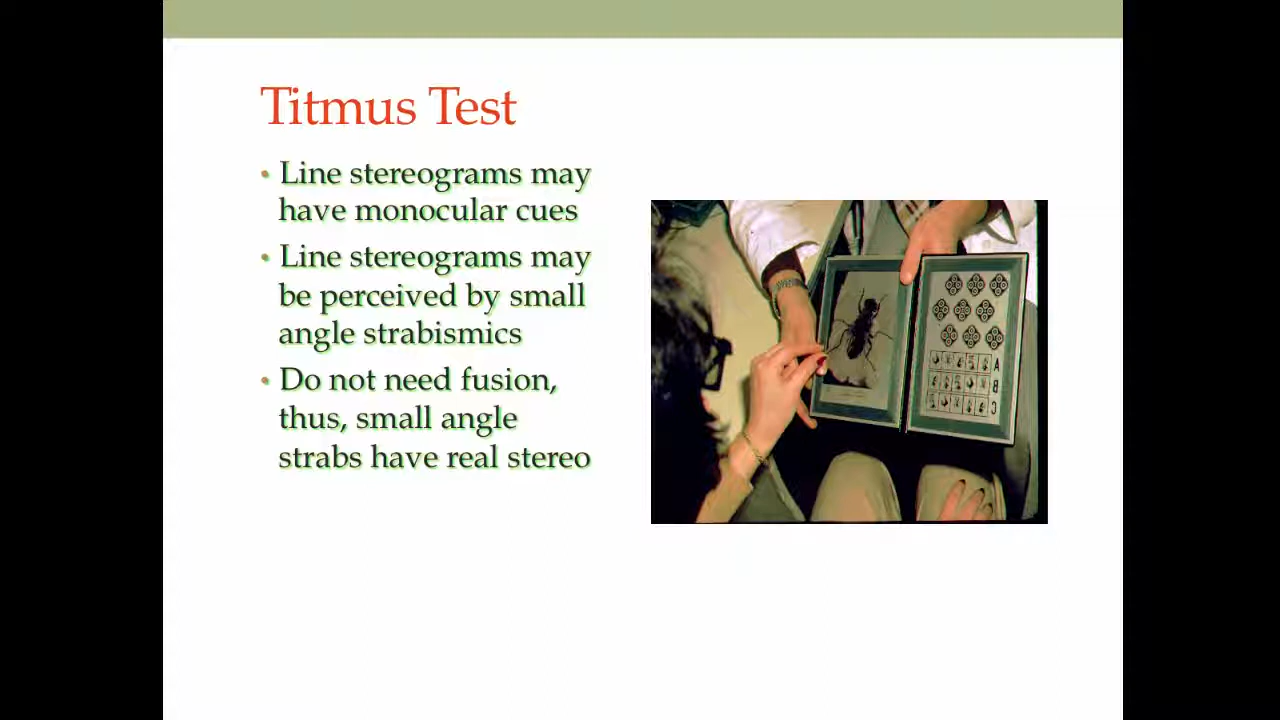 Titmus Test
• Line stereograms may
have monocular cues
• Line stereograms may
be perceived by small
angle strabismics
• Do not need fusion,
thus, small angle
strabs have real stereo
A
B
C